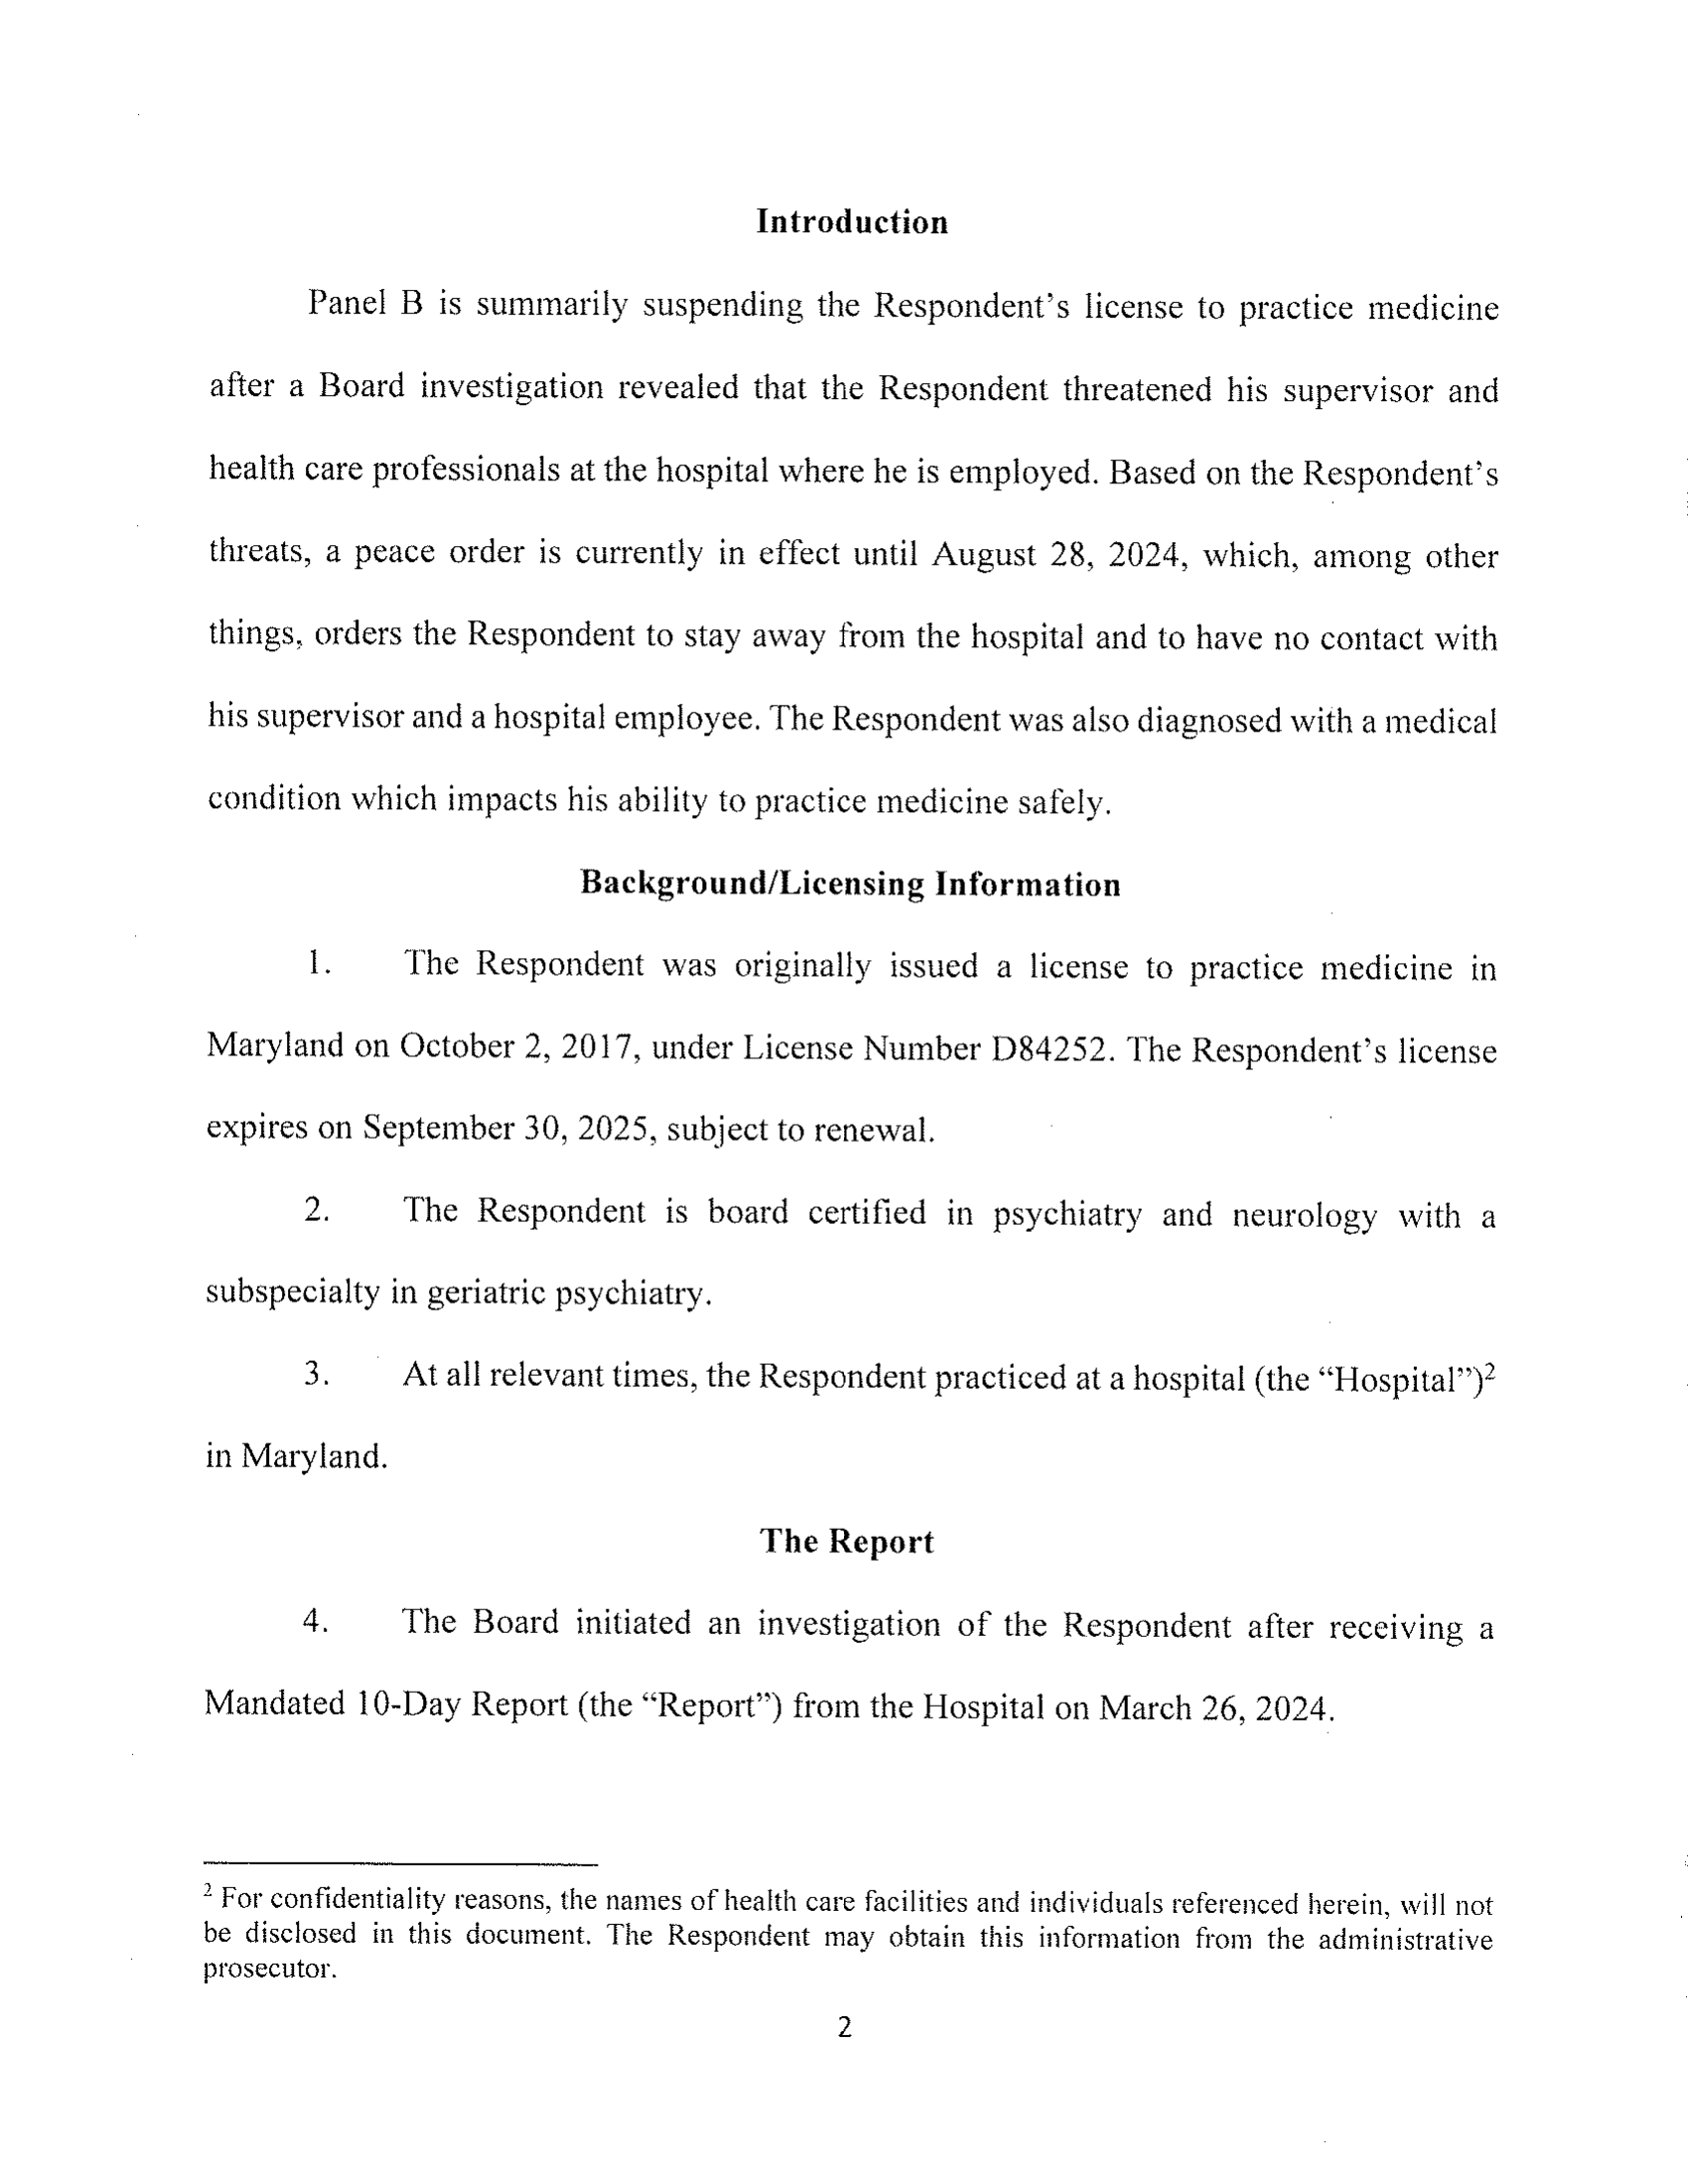 Introduction
Panel B is summarily suspending the Respondent's license to practice medicine
after a Board investigation revealed that the Respondent threatened his supervisor and
health care professionals at the hospital where he is employed. Based on the Respondent's
threats, a peace order is currently in effect until August 28, 2024, which, among other
things, orders the Respondent to stay away from the hospital and to have no contact with
his supervisor and a hospital employee. The Respondent was also diagnosed with a medical
condition which impacts his ability to practice medicine safely.
Background/Licensing Information
1. The Respondent was originally issued a license to practice medicine in
Maryland on October 2, 2017, under License Number D84252. The Respondent's license
expires on September 30, 2025, subject to renewal.
2. The Respondent is board certified in psychiatry and neurology with a
subspecialty in geriatric psychiatry.
3. At all relevant times, the Respondent practiced at a hospital (the “Hospital”)²
in Maryland.
The Report
4. The Board initiated an investigation of the Respondent after receiving a
Mandated 10-Day Report (the “Report”) from the Hospital on March 26, 2024.
² For confidentiality reasons, the names of health care facilities and individuals referenced herein, will not
be disclosed in this document. The Respondent may obtain this information from the administrative
prosecutor.
2